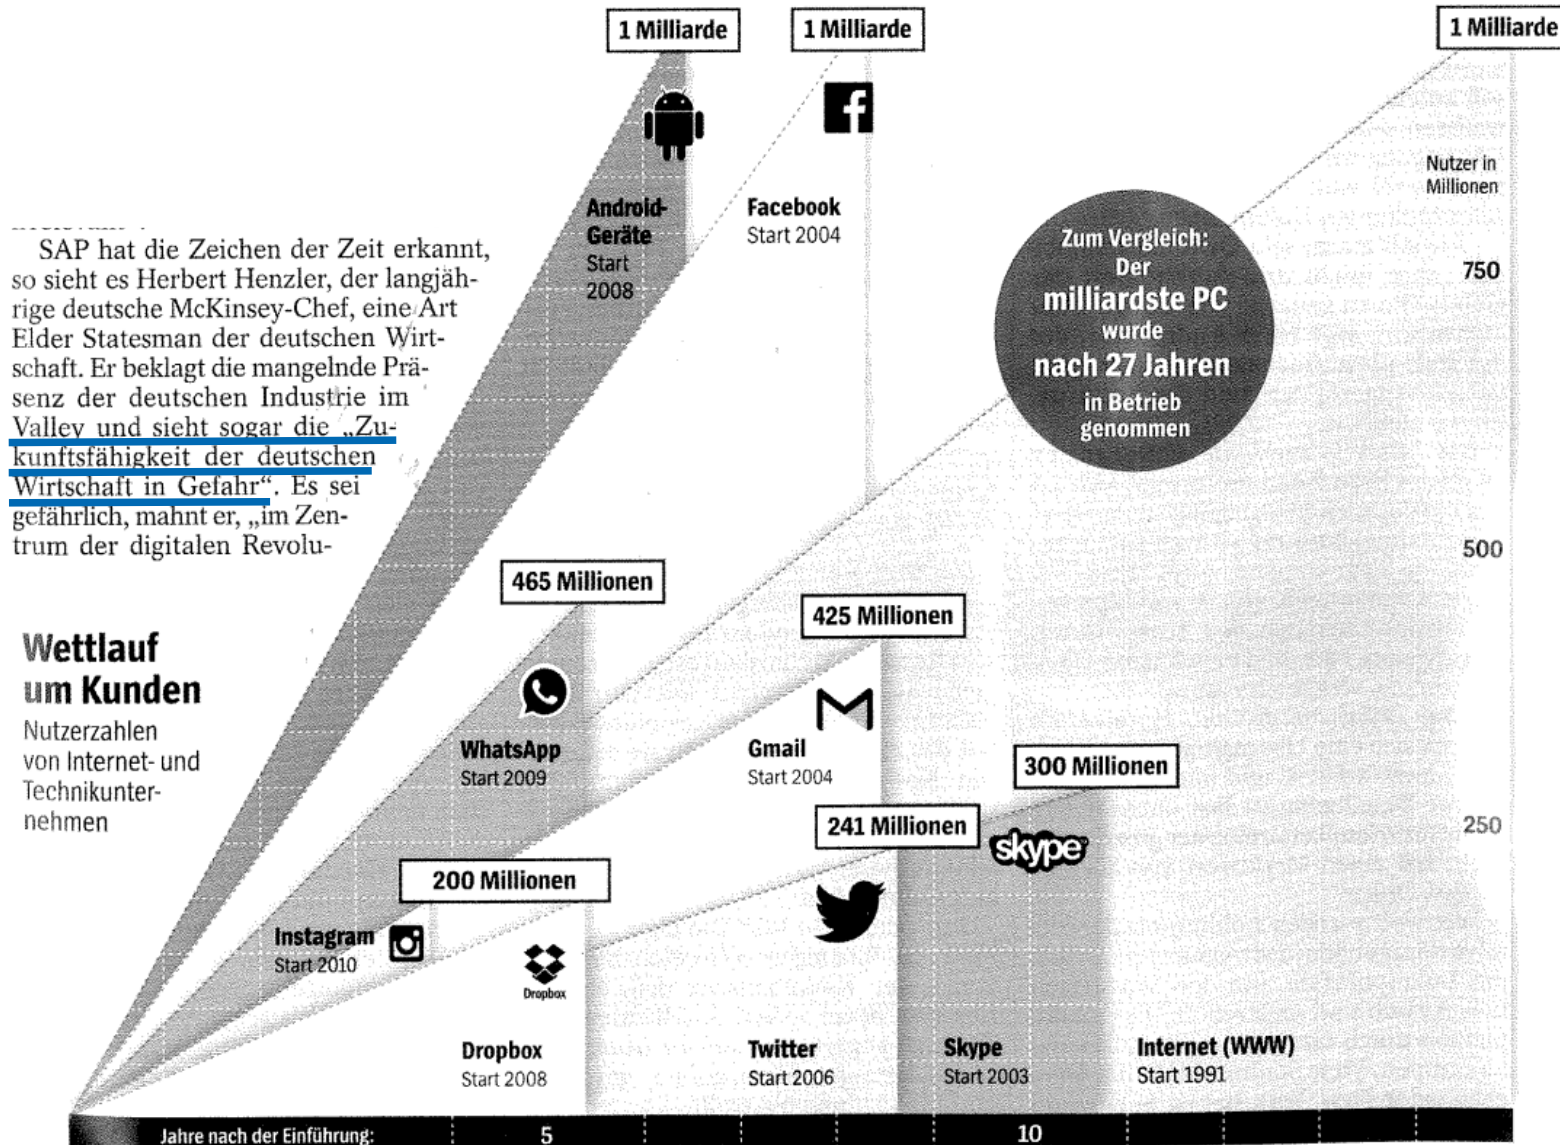 SAP hat die Zeichen der Zeit erkannt,
so sieht es Herbert Henzler, der langjäh-
rige deutsche McKinsey-Chef, eine Art
Elder Statesman der deutschen Wirt-
schaft. Er beklagt die mangelnde Prä-
senz der deutschen Industrie im
Valley und sieht sogar die „Zu-
kunftsfähigkeit der deutschen
Wirtschaft in Gefahr“. Es sei
gefährlich, mahnt er, „im Zen-
trum der digitalen Revolu-
Wettlauf
um Kunden
Nutzerzahlen
von Internet- und
Technikunter-
nehmen
1 Milliarde
Android-
Geräte
Start
2008
1 Milliarde
Facebook
Start 2004
1 Milliarde
Nutzer in
Millionen
750
500
250
Zum Vergleich:
Der
milliardste PC
wurde
nach 27 Jahren
in Betrieb
genommen
465 Millionen
WhatsApp
Start 2009
425 Millionen
Gmail
Start 2004
300 Millionen
skype
241 Millionen
200 Millionen
Instagram
Start 2010
Dropbox
Dropbox
Start 2008
Twitter
Start 2006
Skype
Start 2003
Internet (WWW)
Start 1991
Jahre nach der Einführung:
5
10